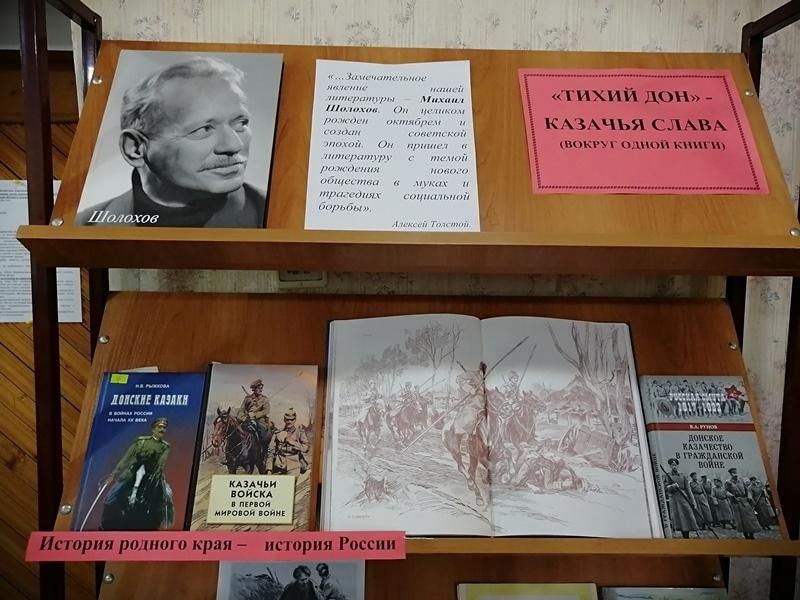 Шолохов
«…Замечательное
явление нашей
литературы – Михаил
Шолохов. Он целиком
рожден октябрем и
создан советской
эпохой. Он пришел в
литературу с темой
рождения нового
общества в муках и
трагедиях социальной
борьбы».
Алексей Толстой.
«ТИХИЙ ДОН» -
КАЗАЧЬЯ СЛАВА
(ВОКРУГ ОДНОЙ КНИГИ)
Н.В. РЫЖКОВА
ДОНСКИЕ КАЗАКИ
В ВОЙНАХ РОССИИ
НАЧАЛА XX ВЕКА
КАЗАЧЬИ
ВОЙСКА
В ПЕРВОЙ
МИРОВОЙ ВОЙНЕ
В.А. РУНОВ
ДОНСКОЕ
КАЗАЧЕСТВО
В ГРАЖДАНСКОЙ
ВОЙНЕ
История родного края – история России